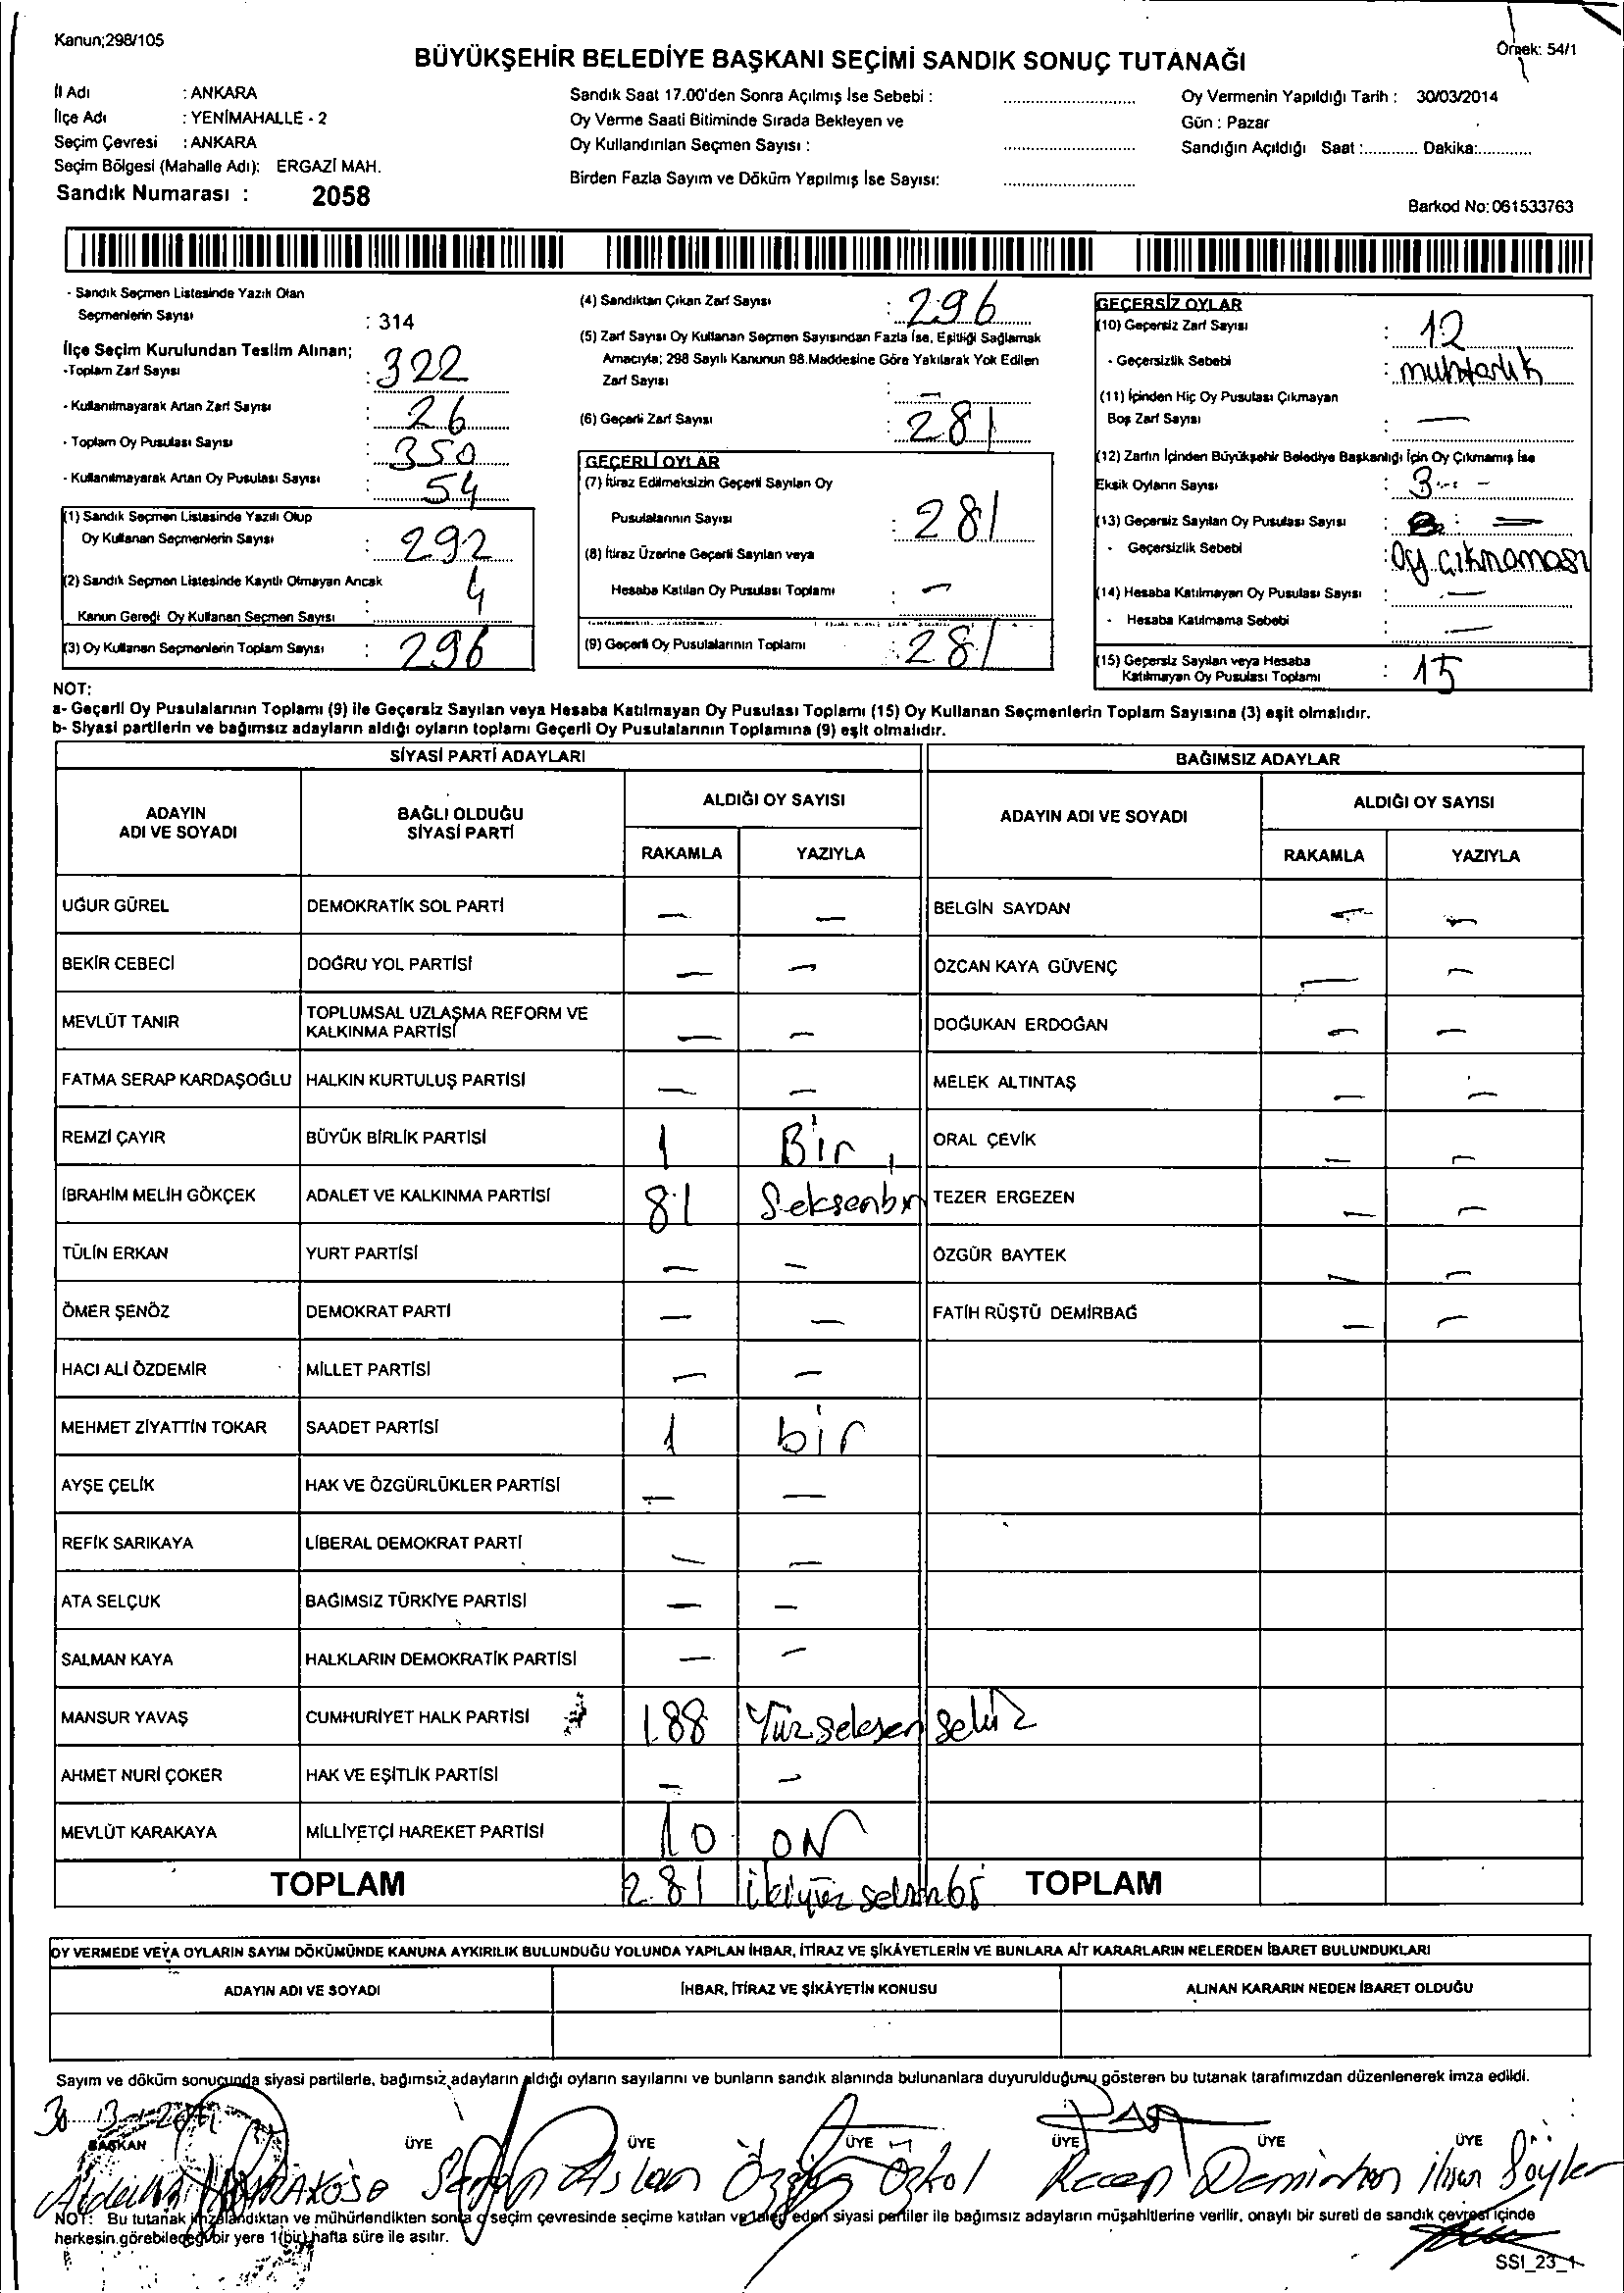 Kanun;298/105
Örnek: 54/1
BÜYÜKŞEHİR BELEDİYE BAŞKANI SEÇİMİ SANDIK SONUÇ TUTANAĞI
İl Adı : ANKARA
İlçe Adı : YENİMAHALLE - 2
Seçim Çevresi : ANKARA
Seçim Bölgesi (Mahalle Adı): ERGAZİ MAH.
Sandık Numarası : 2058
Sandık Saat 17.00'den Sonra Açılmış İse Sebebi :
Oy Verme Saati Bitiminde Sırada Bekleyen ve
Oy Kullandırılan Seçmen Sayısı :
Birden Fazla Sayım ve Döküm Yapılmış İse Sayısı:
Oy Vermenin Yapıldığı Tarih : 30/03/2014
Gün : Pazar
Sandığın Açıldığı Saat :............ Dakika:............
Barkod No: 061533763
- Sandık Seçmen Listesinde Yazılı Olan
Seçmenlerin Sayısı : 314
İlçe Seçim Kurulundan Teslim Alınan;
-Toplam Zarf Sayısı : 322
- Kullanılmayarak Artan Zarf Sayısı : 26
- Toplam Oy Pusulası Sayısı : 350
- Kullanılmayarak Artan Oy Pusulası Sayısı : 54
(1) Sandık Seçmen Listesinde Yazılı Olup
Oy Kullanan Seçmenlerin Sayısı : 292
(2) Sandık Seçmen Listesinde Kayıtlı Olmayan Ancak
Kanun Gereği Oy Kullanan Seçmen Sayısı : 4
(3) Oy Kullanan Seçmenlerin Toplam Sayısı : 296
(4) Sandıktan Çıkan Zarf Sayısı : 296
(5) Zarf Sayısı Oy Kullanan Seçmen Sayısından Fazla İse, Eşitliği Sağlamak
Amacıyla; 298 Sayılı Kanunun 98.Maddesine Göre Yakılarak Yok Edilen
Zarf Sayısı : -
(6) Geçerli Zarf Sayısı : 281
GEÇERLİ OYLAR
(7) İtiraz Edilmeksizin Geçerli Sayılan Oy
Pusulalarının Sayısı : 281
(8) İtiraz Üzerine Geçerli Sayılan veya
Hesaba Katılan Oy Pusulası Toplamı : -
(9) Geçerli Oy Pusulalarının Toplamı : 281
GEÇERSİZ OYLAR
(10) Geçersiz Zarf Sayısı : 12
- Geçersizlik Sebebi : muhtarlık
(11) İçinden Hiç Oy Pusulası Çıkmayan
Boş Zarf Sayısı : -
(12) Zarfın İçinden Büyükşehir Belediye Başkanlığı İçin Oy Çıkmamış İse
Eksik Oyların Sayısı : 3 -
(13) Geçersiz Sayılan Oy Pusulası Sayısı : =
- Geçersizlik Sebebi : Oy çıkmaması
(14) Hesaba Katılmayan Oy Pusulası Sayısı : -
- Hesaba Katılmama Sebebi : -
(15) Geçersiz Sayılan veya Hesaba
Katılmayan Oy Pusulası Toplamı : 15
NOT:
a- Geçerli Oy Pusulalarının Toplamı (9) ile Geçersiz Sayılan veya Hesaba Katılmayan Oy Pusulası Toplamı (15) Oy Kullanan Seçmenlerin Toplam Sayısına (3) eşit olmalıdır.
b- Siyasi partilerin ve bağımsız adayların aldığı oyların toplamı Geçerli Oy Pusulalarının Toplamına (9) eşit olmalıdır.
SİYASİ PARTİ ADAYLARI BAĞIMSIZ ADAYLAR
ADAYIN ADI VE SOYADI BAĞLI OLDUĞU SİYASİ PARTİ ALDIĞI OY SAYISI ADAYIN ADI VE SOYADI ALDIĞI OY SAYISI
RAKAMLA YAZIYLA RAKAMLA YAZIYLA
UĞUR GÜREL DEMOKRATİK SOL PARTİ - - BELGİN SAYDAN - -
BEKİR CEBECİ DOĞRU YOL PARTİSİ - - ÖZCAN KAYA GÜVENÇ - -
MEVLÜT TANIR TOPLUMSAL UZLAŞMA REFORM VE KALKINMA PARTİSİ - - DOĞUKAN ERDOĞAN - -
FATMA SERAP KARDAŞOĞLU HALKIN KURTULUŞ PARTİSİ - - MELEK ALTINTAŞ - -
REMZİ ÇAYIR BÜYÜK BİRLİK PARTİSİ 1 Bir ORAL ÇEVİK - -
İBRAHİM MELİH GÖKÇEK ADALET VE KALKINMA PARTİSİ 81 Seksenbir TEZER ERGEZEN - -
TÜLİN ERKAN YURT PARTİSİ - - ÖZGÜR BAYTEK - -
ÖMER ŞENÖZ DEMOKRAT PARTİ - - FATİH RÜŞTÜ DEMİRBAĞ - -
HACI ALİ ÖZDEMİR MİLLET PARTİSİ - -
MEHMET ZİYATTİN TOKAR SAADET PARTİSİ 1 bir
AYŞE ÇELİK HAK VE ÖZGÜRLÜKLER PARTİSİ - -
REFİK SARIKAYA LİBERAL DEMOKRAT PARTİ - -
ATA SELÇUK BAĞIMSIZ TÜRKİYE PARTİSİ - -
SALMAN KAYA HALKLARIN DEMOKRATİK PARTİSİ - -
MANSUR YAVAŞ CUMHURİYET HALK PARTİSİ 188 Yüzseksen sekiz
AHMET NURİ ÇOKER HAK VE EŞİTLİK PARTİSİ - -
MEVLÜT KARAKAYA MİLLİYETÇİ HAREKET PARTİSİ 10 ON
TOPLAM 281 TOPLAM
OY VERMEDE VEYA OYLARIN SAYIM DÖKÜMÜNDE KANUNA AYKIRILIK BULUNDUĞU YOLUNDA YAPILAN İHBAR, İTİRAZ VE ŞİKÂYETLERİN VE BUNLARA AİT KARARLARIN NELERDEN İBARET BULUNDUKLARI
ADAYIN ADI VE SOYADI İHBAR, İTİRAZ VE ŞİKÂYETİN KONUSU ALINAN KARARIN NEDEN İBARET OLDUĞU
Sayım ve döküm sonucunda siyasi partilerle, bağımsız adayların aldığı oyların sayılarını ve bunların sandık alanında bulunanlara duyurulduğunu gösteren bu tutanak tarafımızdan düzenlenerek imza edildi.
BAŞKAN ÜYE ÜYE ÜYE ÜYE ÜYE ÜYE
Aslan Özkol Recep Demirhan
NOT: Bu tutanak imzalandıktan ve mühürlendikten sonra o seçim çevresinde seçime katılan ve talep eden siyasi partiler ile bağımsız adayların müşahitlerine verilir, onaylı bir sureti de sandık çevresi içinde
herkesin görebileceği bir yere 1(bir) hafta süre ile asılır.
SSI_23_1